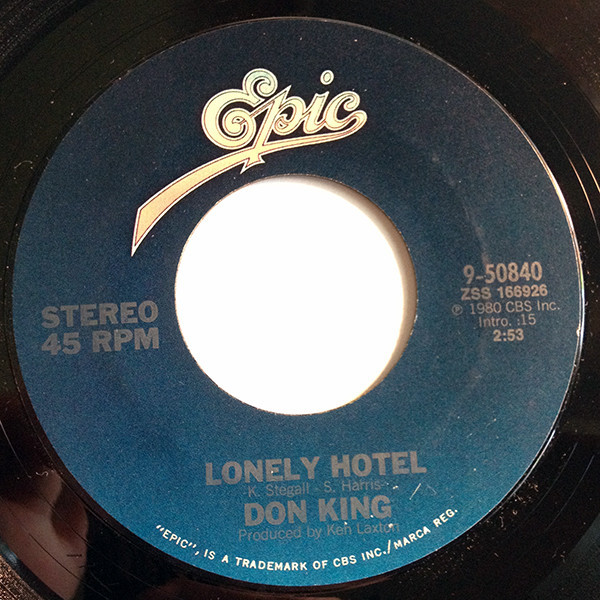 Epic
STEREO
45 RPM
9-50840
ZSS 166926
℗ 1980 CBS Inc.
Intro. :15
2:53
LONELY HOTEL
- K. Stegall - S. Harris -
DON KING
Produced by Ken Laxton
"EPIC", IS A TRADEMARK OF CBS INC./MARCA REG.